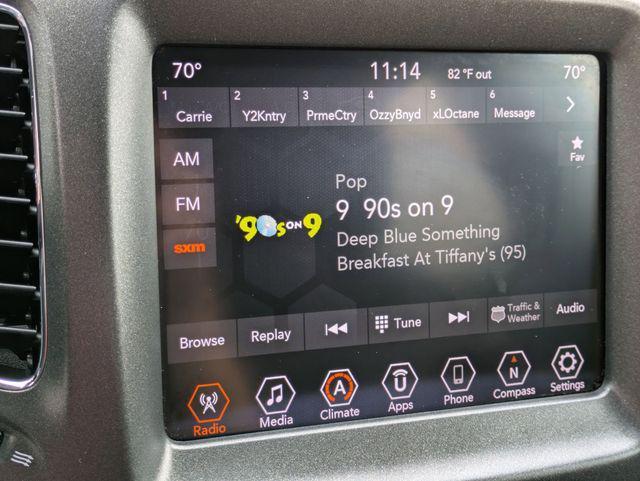 70° 11:14 82 °F out 70°
1 Carrie 2 Y2Kntry 3 PrmeCtry 4 OzzyBnyd 5 xLOctane 6 Message
AM
Fav
FM
sxm
'90s ON 9
Pop
9 90s on 9
Deep Blue Something
Breakfast At Tiffany's (95)
Browse Replay Tune Traffic & Weather Audio
Radio Media Climate Apps Phone Compass Settings
A U N